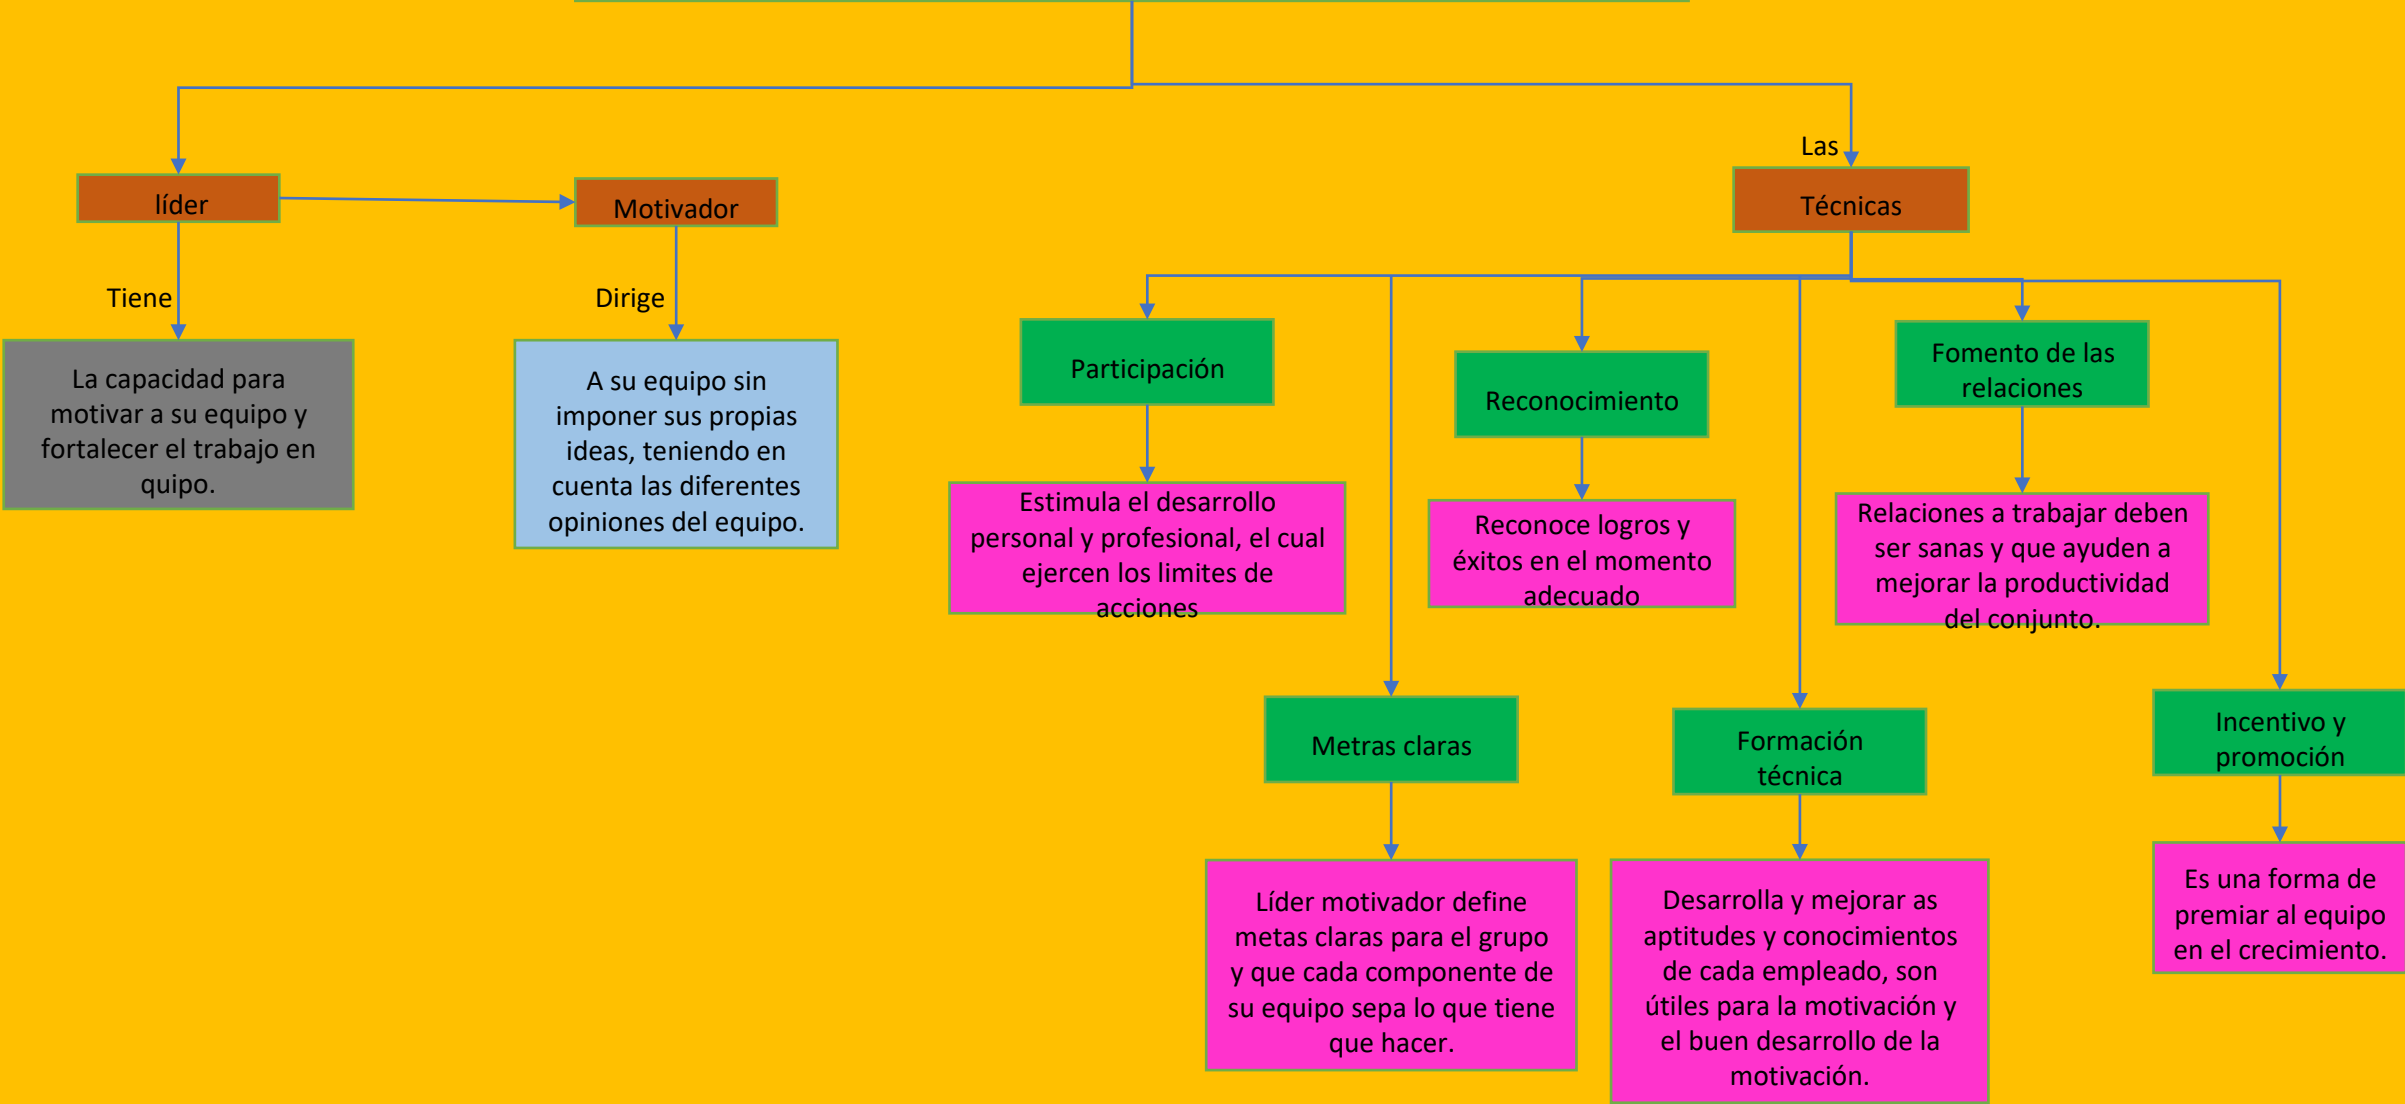 Las
líder
Motivador
Técnicas
Tiene
Dirige
La capacidad para
motivar a su equipo y
fortalecer el trabajo en
quipo.
A su equipo sin
imponer sus propias
ideas, teniendo en
cuenta las diferentes
opiniones del equipo.
Participación
Reconocimiento
Fomento de las
relaciones
Estimula el desarrollo
personal y profesional, el cual
ejercen los limites de
acciones
Reconoce logros y
éxitos en el momento
adecuado
Relaciones a trabajar deben
ser sanas y que ayuden a
mejorar la productividad
del conjunto.
Metras claras
Formación
técnica
Incentivo y
promoción
Líder motivador define
metas claras para el grupo
y que cada componente de
su equipo sepa lo que tiene
que hacer.
Desarrolla y mejorar as
aptitudes y conocimientos
de cada empleado, son
útiles para la motivación y
el buen desarrollo de la
motivación.
Es una forma de
premiar al equipo
en el crecimiento.